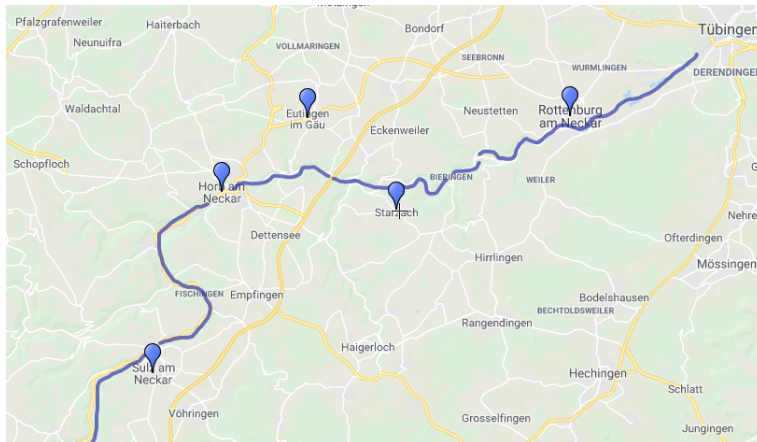 Pfalzgrafenweiler
Haiterbach
Bondorf
Tübingen
Neunuifra
VOLLMARINGEN
SEEBRONN
WURMLINGEN
DERENDINGEN
Waldachtal
Eutingen
im Gäu
Neustetten
Rottenburg
am Neckar
Eckenweiler
Schopfloch
Horb am
Neckar
BIERINGEN
WEILER
Starzach
Nehre
Dettensee
Ofterdingen
Hirrlingen
Mössingen
FISCHINGEN
Empfingen
Bodelshausen
BECHTOLDSWEILER
Rangendingen
Haigerloch
Sulz am
Neckar
Hechingen
Schlatt
Vöhringen
Grosselfingen
Jungingen